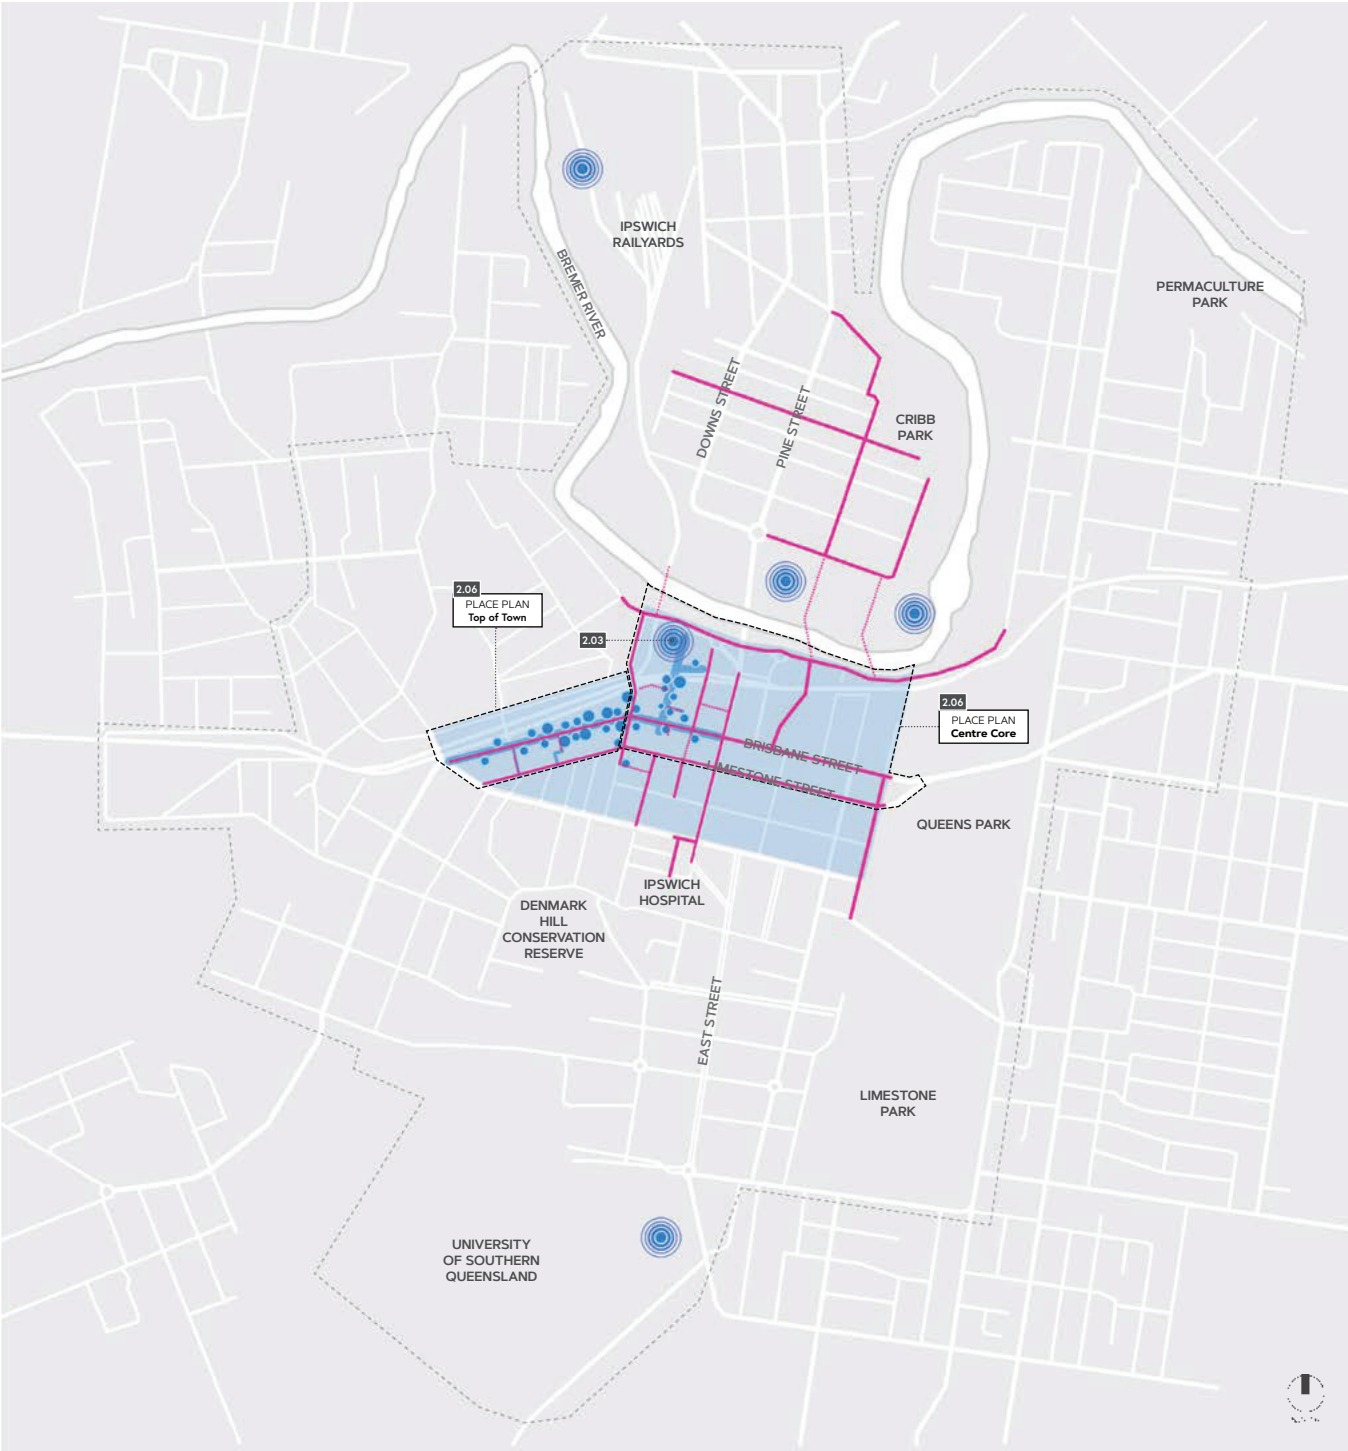 IPSWICH
RAILYARDS
BREMER RIVER
PERMACULTURE
PARK
DOWNS STREET
PINE STREET
CRIBB
PARK
2.06
PLACE PLAN
Top of Town
2.03
2.06
PLACE PLAN
Centre Core
BRISBANE STREET
LIMESTONE STREET
QUEENS PARK
IPSWICH
HOSPITAL
DENMARK
HILL
CONSERVATION
RESERVE
EAST STREET
LIMESTONE
PARK
UNIVERSITY
OF SOUTHERN
QUEENSLAND